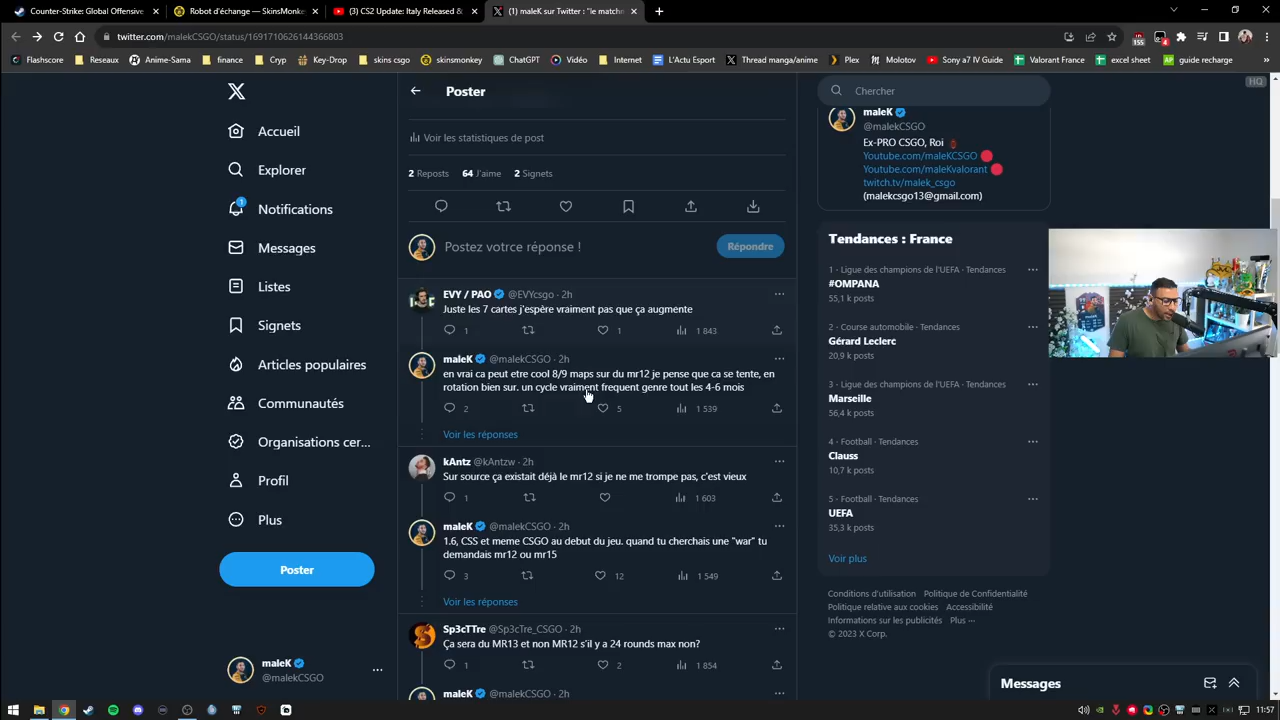 Counter-Strike: Global Offensive
Robot d'échange — SkinsMonke
(3) CS2 Update: Italy Released &
(1) maleK sur Twitter : "le match
twitter.com/malekCSGO/status/1691710626144366803
155
4
Flashscore
Reseaux
Anime-Sama
finance
Cryp
Key-Drop
skins csgo
skinsmoney
ChatGPT
Vidéo
Internet
L'Actu Esport
Thread manga/anime
Plex
Molotov
Sony a7 IV Guide
Valorant France
excel sheet
guide recharge
HQ
Accueil
Explorer
1
Notifications
Messages
Listes
Signets
Articles populaires
Communautés
Organisations cer...
Profil
Plus
Poster
maleK
@malekCSGO
Poster
Voir les statistiques de post
2 Reposts 64 J'aime 2 Signets
Postez votrce réponse !
Répondre
EVY / PAO @EVYcsgo · 2h
Juste les 7 cartes j'espère vraiment pas que ça augmente
1 1 1 843
maleK @malekCSGO · 2h
en vrai ca peut etre cool 8/9 maps sur du mr12 je pense que ca se tente, en
rotation bien sur. un cycle vraiment frequent genre tout les 4-6 mois
2 5 1 539
Voir les réponses
kAntz @kAntzw · 2h
Sur source ça existait déjà le mr12 si je ne me trompe pas, c'est vieux
1 1 603
maleK @malekCSGO · 2h
1.6, CSS et meme CSGO au debut du jeu. quand tu cherchais une "war" tu
demandais mr12 ou mr15
3 12 1 549
Voir les réponses
Sp3cTTre @Sp3cTre_CSGO · 2h
Ça sera du MR13 et non MR12 s'il y a 24 rounds max non?
1 2 1 854
maleK @malekCSGO · 2h
Chercher
maleK
@malekCSGO
Ex-PRO CSGO, Roi
Youtube.com/maleKCSGO
Youtube.com/maleKvalorant
twitch.tv/malek_csgo
(malekcsgo13@gmail.com)
Tendances : France
1 · Ligue des champions de l'UEFA · Tendances
#OMPANA
55,1 k posts
2 · Course automobile · Tendances
Gérard Leclerc
20,9 k posts
3 · Ligue des champions de l'UEFA · Tendances
Marseille
56,4 k posts
4 · Football · Tendances
Clauss
10,7 k posts
5 · Football · Tendances
UEFA
35,3 k posts
Voir plus
Conditions d'utilisation Politique de Confidentialité
Politique relative aux cookies Accessibilité
Informations sur les publicités Plus ···
© 2023 X Corp.
Messages
11:57